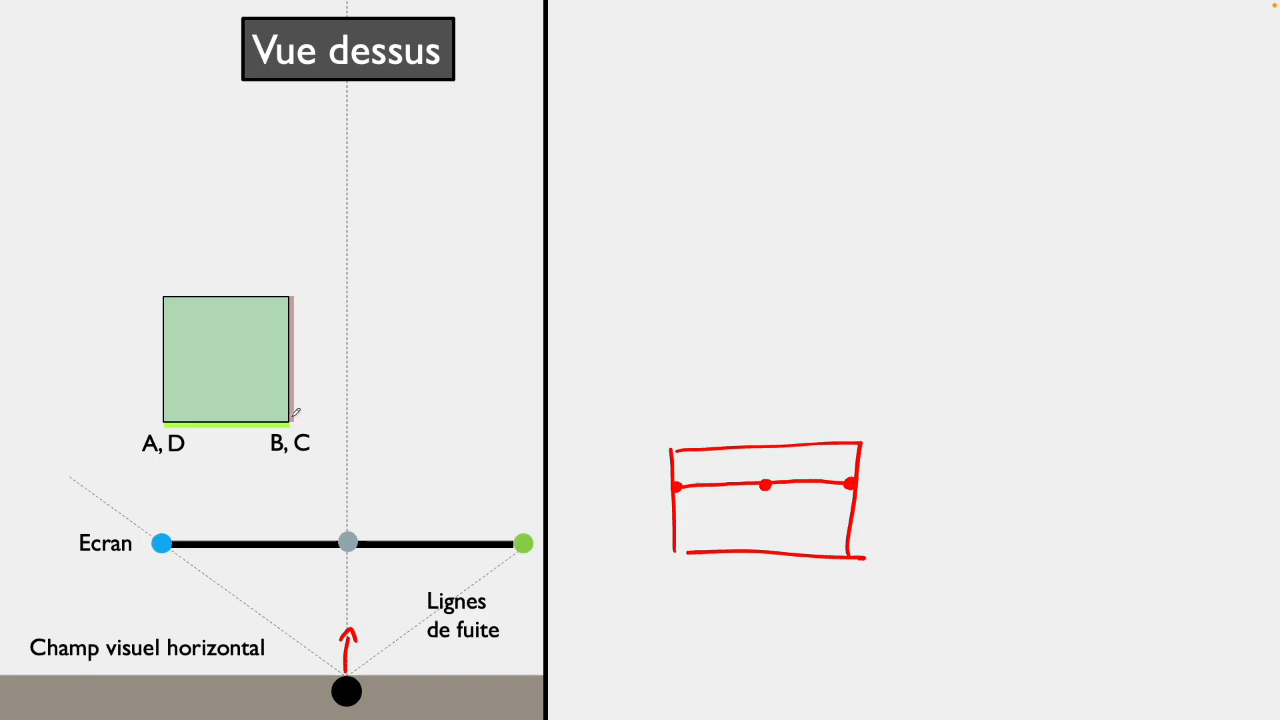 Vue dessus
A, D
B, C
Ecran
Lignes
de fuite
Champ visuel horizontal